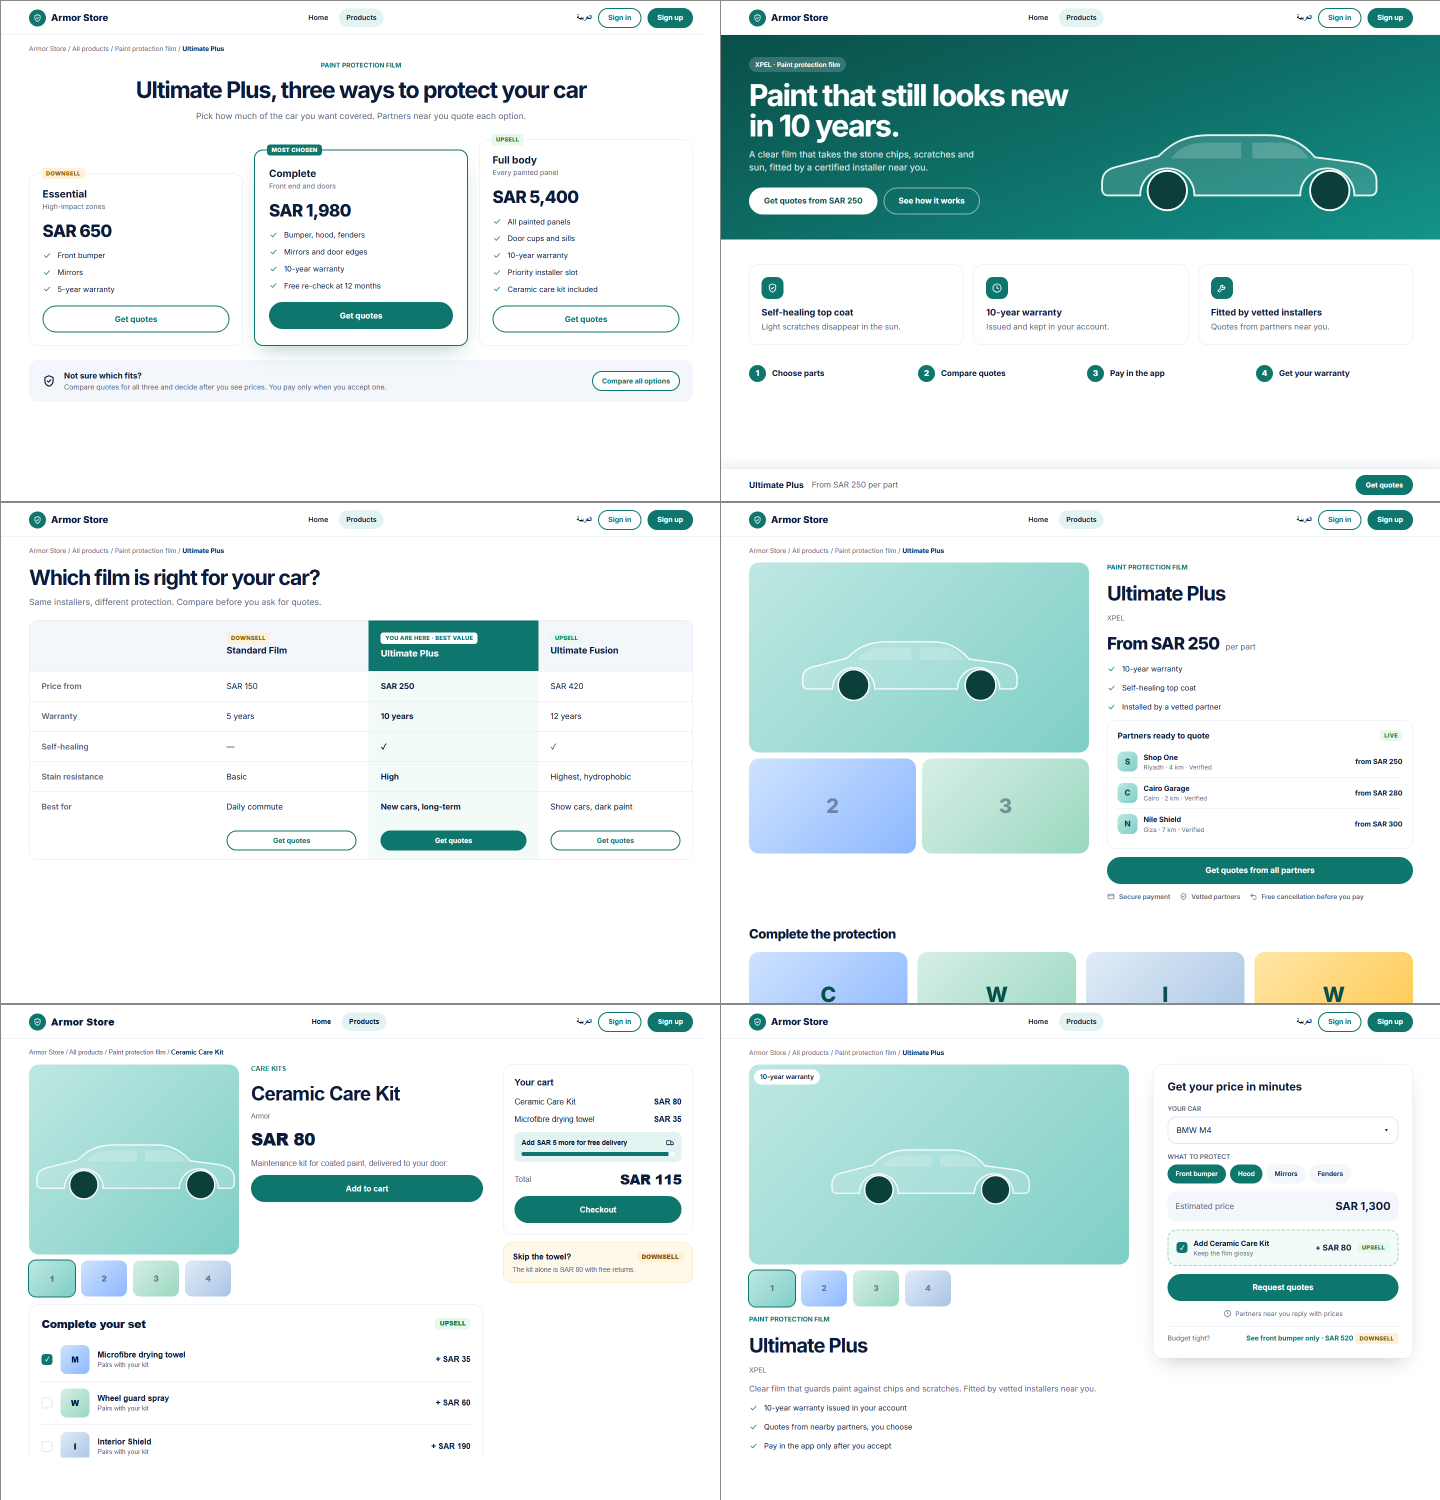 Armor Store
Home
Products
العربية
Sign in
Sign up
Armor Store / All products / Paint protection film / Ultimate Plus
PAINT PROTECTION FILM
Ultimate Plus, three ways to protect your car
Pick how much of the car you want covered. Partners near you quote each option.
DOWNSELL
Essential
High-impact zones
SAR 650
Front bumper
Mirrors
5-year warranty
Get quotes
MOST CHOSEN
Complete
Front end and doors
SAR 1,980
Bumper, hood, fenders
Mirrors and door edges
10-year warranty
Free re-check at 12 months
Get quotes
UPSELL
Full body
Every painted panel
SAR 5,400
All painted panels
Door cups and sills
10-year warranty
Priority installer slot
Ceramic care kit included
Get quotes
Not sure which fits?
Compare quotes for all three and decide after you see prices. You pay only when you accept one.
Compare all options
Armor Store
Home
Products
العربية
Sign in
Sign up
XPEL · Paint protection film
Paint that still looks new
in 10 years.
A clear film that takes the stone chips, scratches and
sun, fitted by a certified installer near you.
Get quotes from SAR 250
See how it works
Self-healing top coat
Light scratches disappear in the sun.
10-year warranty
Issued and kept in your account.
Fitted by vetted installers
Quotes from partners near you.
1 Choose parts
2 Compare quotes
3 Pay in the app
4 Get your warranty
Ultimate Plus From SAR 250 per part
Get quotes
Armor Store
Home
Products
العربية
Sign in
Sign up
Armor Store / All products / Paint protection film / Ultimate Plus
Which film is right for your car?
Same installers, different protection. Compare before you ask for quotes.
DOWNSELL
Standard Film
YOU ARE HERE · BEST VALUE
Ultimate Plus
UPSELL
Ultimate Fusion
Price from SAR 150 SAR 250 SAR 420
Warranty 5 years 10 years 12 years
Self-healing — ✓ ✓
Stain resistance Basic High Highest, hydrophobic
Best for Daily commute New cars, long-term Show cars, dark paint
Get quotes
Get quotes
Get quotes
Armor Store
Home
Products
العربية
Sign in
Sign up
Armor Store / All products / Paint protection film / Ultimate Plus
2
3
PAINT PROTECTION FILM
Ultimate Plus
XPEL
From SAR 250 per part
10-year warranty
Self-healing top coat
Installed by a vetted partner
Partners ready to quote
LIVE
S
Shop One
Riyadh · 4 km · Verified
from SAR 250
C
Cairo Garage
Cairo · 2 km · Verified
from SAR 280
N
Nile Shield
Giza · 7 km · Verified
from SAR 300
Get quotes from all partners
Secure payment
Vetted partners
Free cancellation before you pay
Complete the protection
C
W
I
W
Armor Store
Home
Products
العربية
Sign in
Sign up
Armor Store / All products / Paint protection film / Ceramic Care Kit
1
2
3
4
CARE KITS
Ceramic Care Kit
Armor
SAR 80
Maintenance kit for coated paint, delivered to your door.
Add to cart
Your cart
Ceramic Care Kit SAR 80
Microfibre drying towel SAR 35
Add SAR 5 more for free delivery
Total SAR 115
Checkout
Skip the towel?
DOWNSELL
The kit alone is SAR 80 with free returns.
Complete your set
UPSELL
M
Microfibre drying towel
Pairs with your kit
+ SAR 35
W
Wheel guard spray
Pairs with your kit
+ SAR 60
I
Interior Shield
Pairs with your kit
+ SAR 190
Armor Store
Home
Products
العربية
Sign in
Sign up
Armor Store / All products / Paint protection film / Ultimate Plus
10-year warranty
1
2
3
4
PAINT PROTECTION FILM
Ultimate Plus
XPEL
Clear film that guards paint against chips and scratches. Fitted by vetted installers near you.
10-year warranty issued in your account
Quotes from nearby partners, you choose
Pay in the app only after you accept
Get your price in minutes
YOUR CAR
BMW M4
WHAT TO PROTECT
Front bumper
Hood
Mirrors
Fenders
Estimated price SAR 1,300
Add Ceramic Care Kit
Keep the film glossy
+ SAR 80
UPSELL
Request quotes
Partners near you reply with prices
Budget tight?
See front bumper only · SAR 520
DOWNSELL